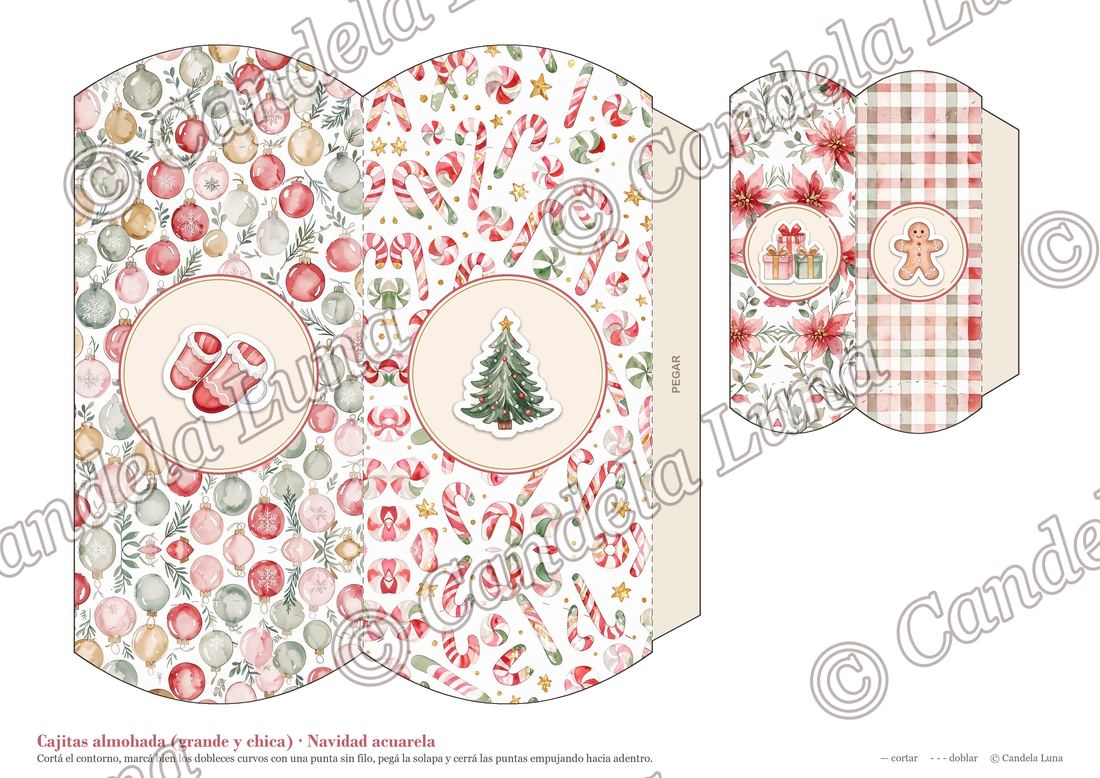 © Candela Luna
© Candela Luna
© Candela Luna
© Candela Luna
©
Candela Luna
© Candela
PEGAR
Cajitas almohada (grande y chica) · Navidad acuarela
Cortá el contorno, marcá bien los dobleces curvos con una punta sin filo, pegá la solapa y cerrá las puntas empujando hacia adentro.
— cortar - - - doblar © Candela Luna